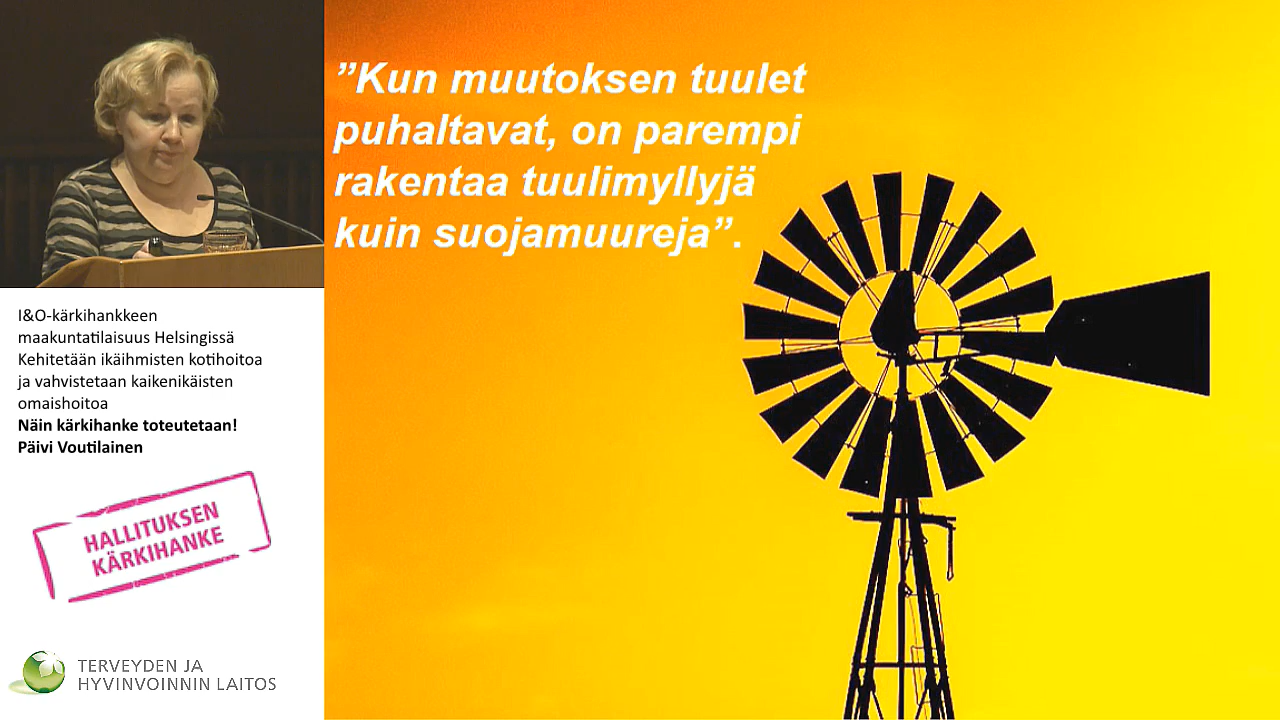 ”Kun muutoksen tuulet
puhaltavat, on parempi
rakentaa tuulimyllyjä
kuin suojamuureja”.
I&O-kärkihankkeen
maakuntatilaisuus Helsingissä
Kehitetään ikäihmisten kotihoitoa
ja vahvistetaan kaikenikäisten
omaishoitoa
Näin kärkihanke toteutetaan!
Päivi Voutilainen
HALLITUKSEN
KÄRKIHANKE
TERVEYDEN JA
HYVINVOINNIN LAITOS